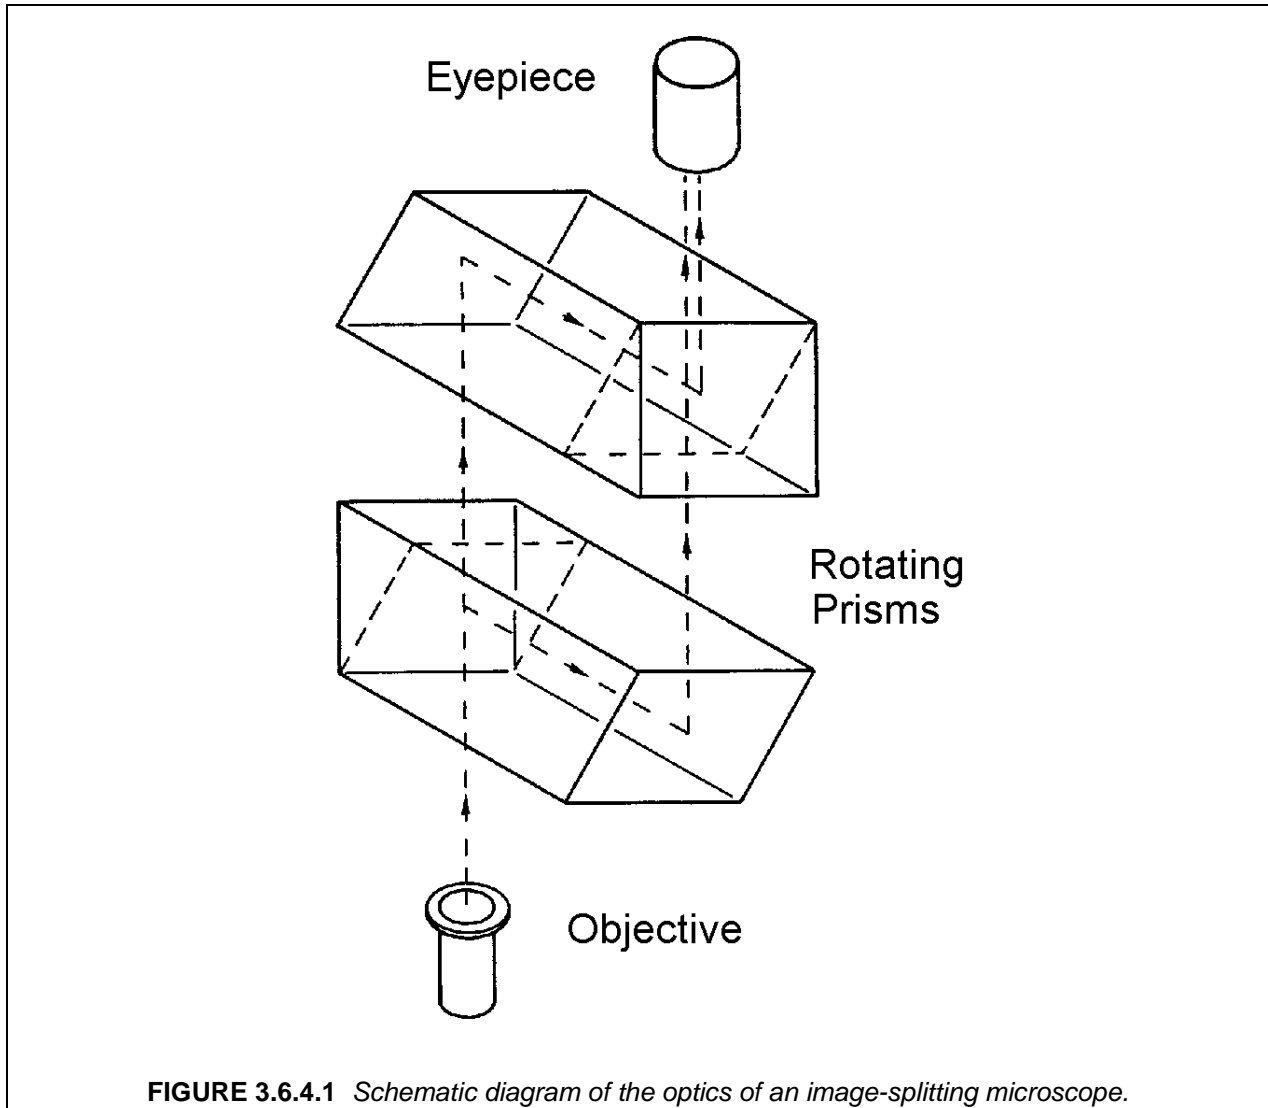 Eyepiece
Rotating
Prisms
Objective
FIGURE 3.6.4.1 Schematic diagram of the optics of an image-splitting microscope.